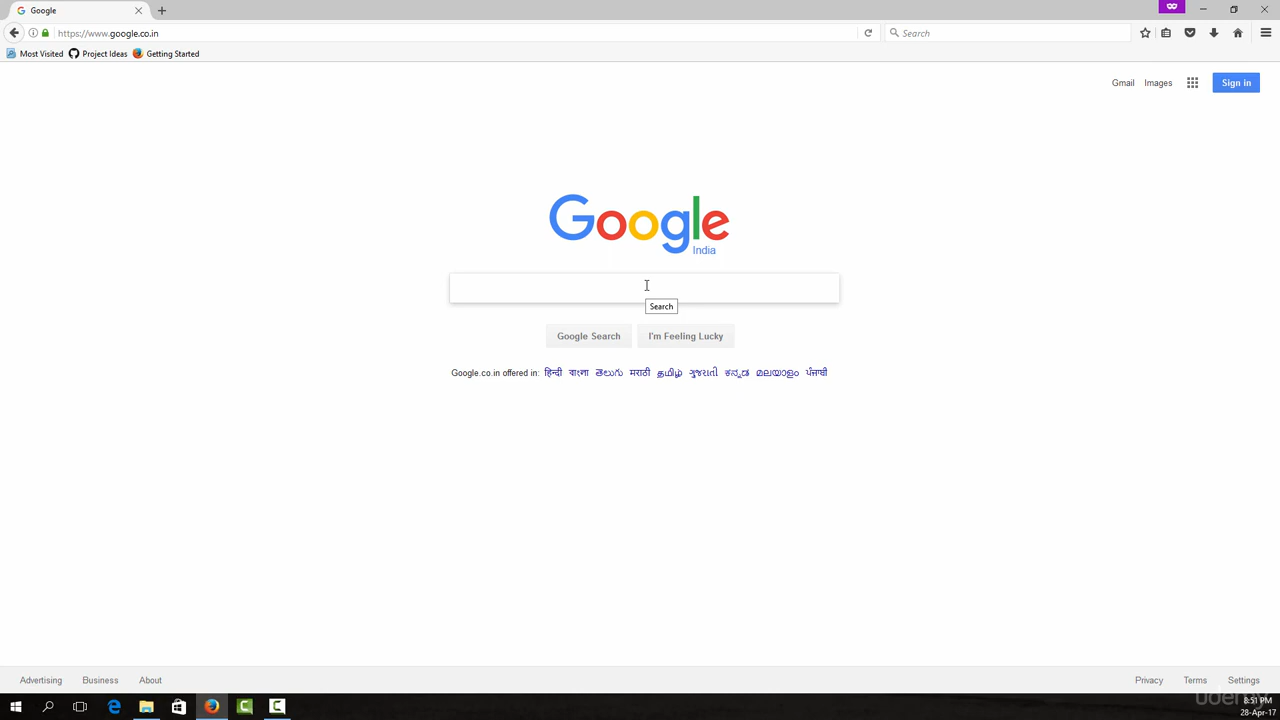 Google
https://www.google.co.in
Search
Most Visited Project Ideas Getting Started
Gmail Images Sign in
Google
India
Search
Google Search I'm Feeling Lucky
Google.co.in offered in: हिन्दी বাংলা తెలుగు मराठी தமிழ் ગુજરાતી ಕನ್ನಡ മലയാളം ਪੰਜਾਬੀ
Advertising Business About Privacy Terms Settings
udemy
8:51 PM
28-Apr-17